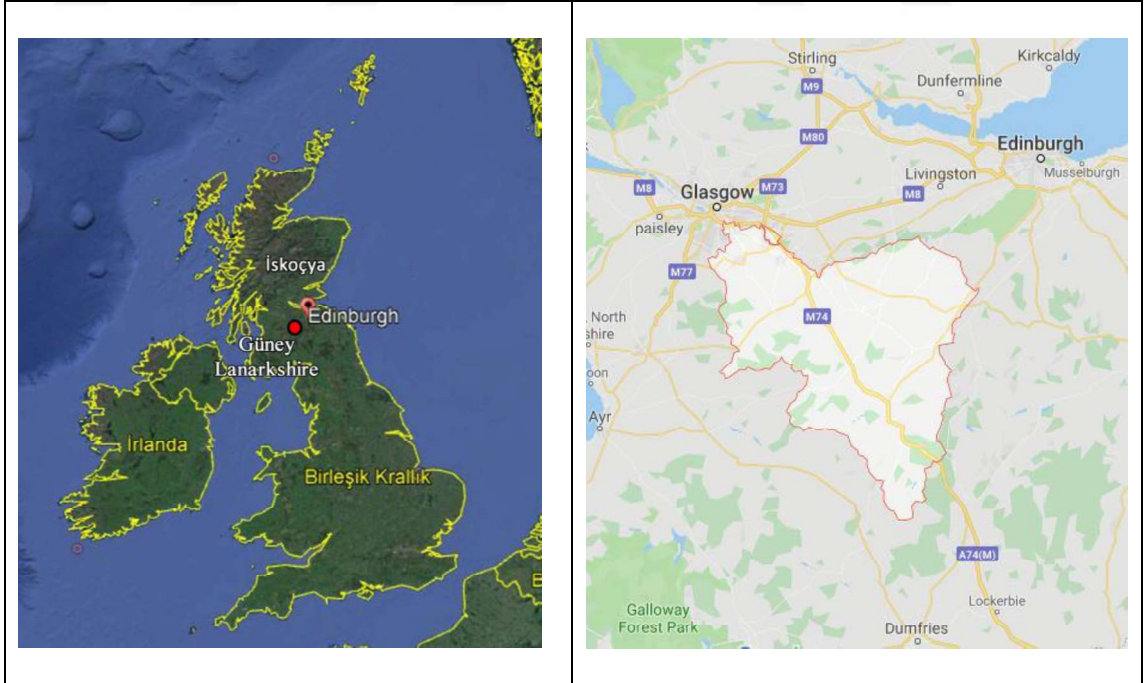 İskoçya
Edinburgh
Güney
Lanarkshire
İrlanda
Birleşik Krallık
Stirling
Kirkcaldy
M9
Dunfermline
M80
Edinburgh
Musselburgh
Livingston
M8
Glasgow
M73
M8
paisley
M77
M74
North
shire
oon
Ayr
A74(M)
Lockerbie
Galloway
Forest Park
Dumfries